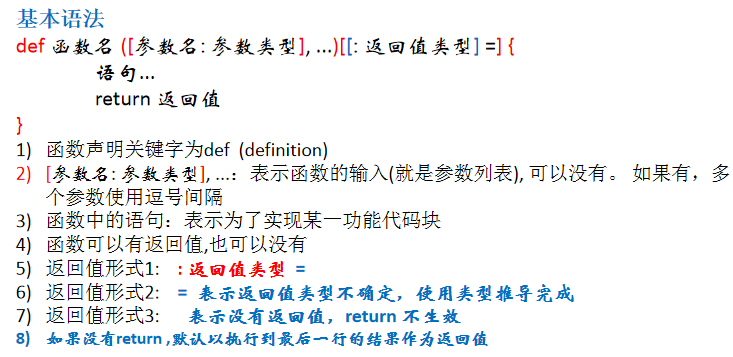 基本语法
def 函数名 ([参数名: 参数类型], ...)[[: 返回值类型] =] {
语句...
return 返回值
}
1) 函数声明关键字为def (definition)
2) [参数名: 参数类型], ...: 表示函数的输入(就是参数列表), 可以没有。 如果有，多
个参数使用逗号间隔
3) 函数中的语句：表示为了实现某一功能代码块
4) 函数可以有返回值,也可以没有
5) 返回值形式1: : 返回值类型 =
6) 返回值形式2: = 表示返回值类型不确定，使用类型推导完成
7) 返回值形式3: 表示没有返回值，return 不生效
8) 如果没有return ,默认以执行到最后一行的结果作为返回值